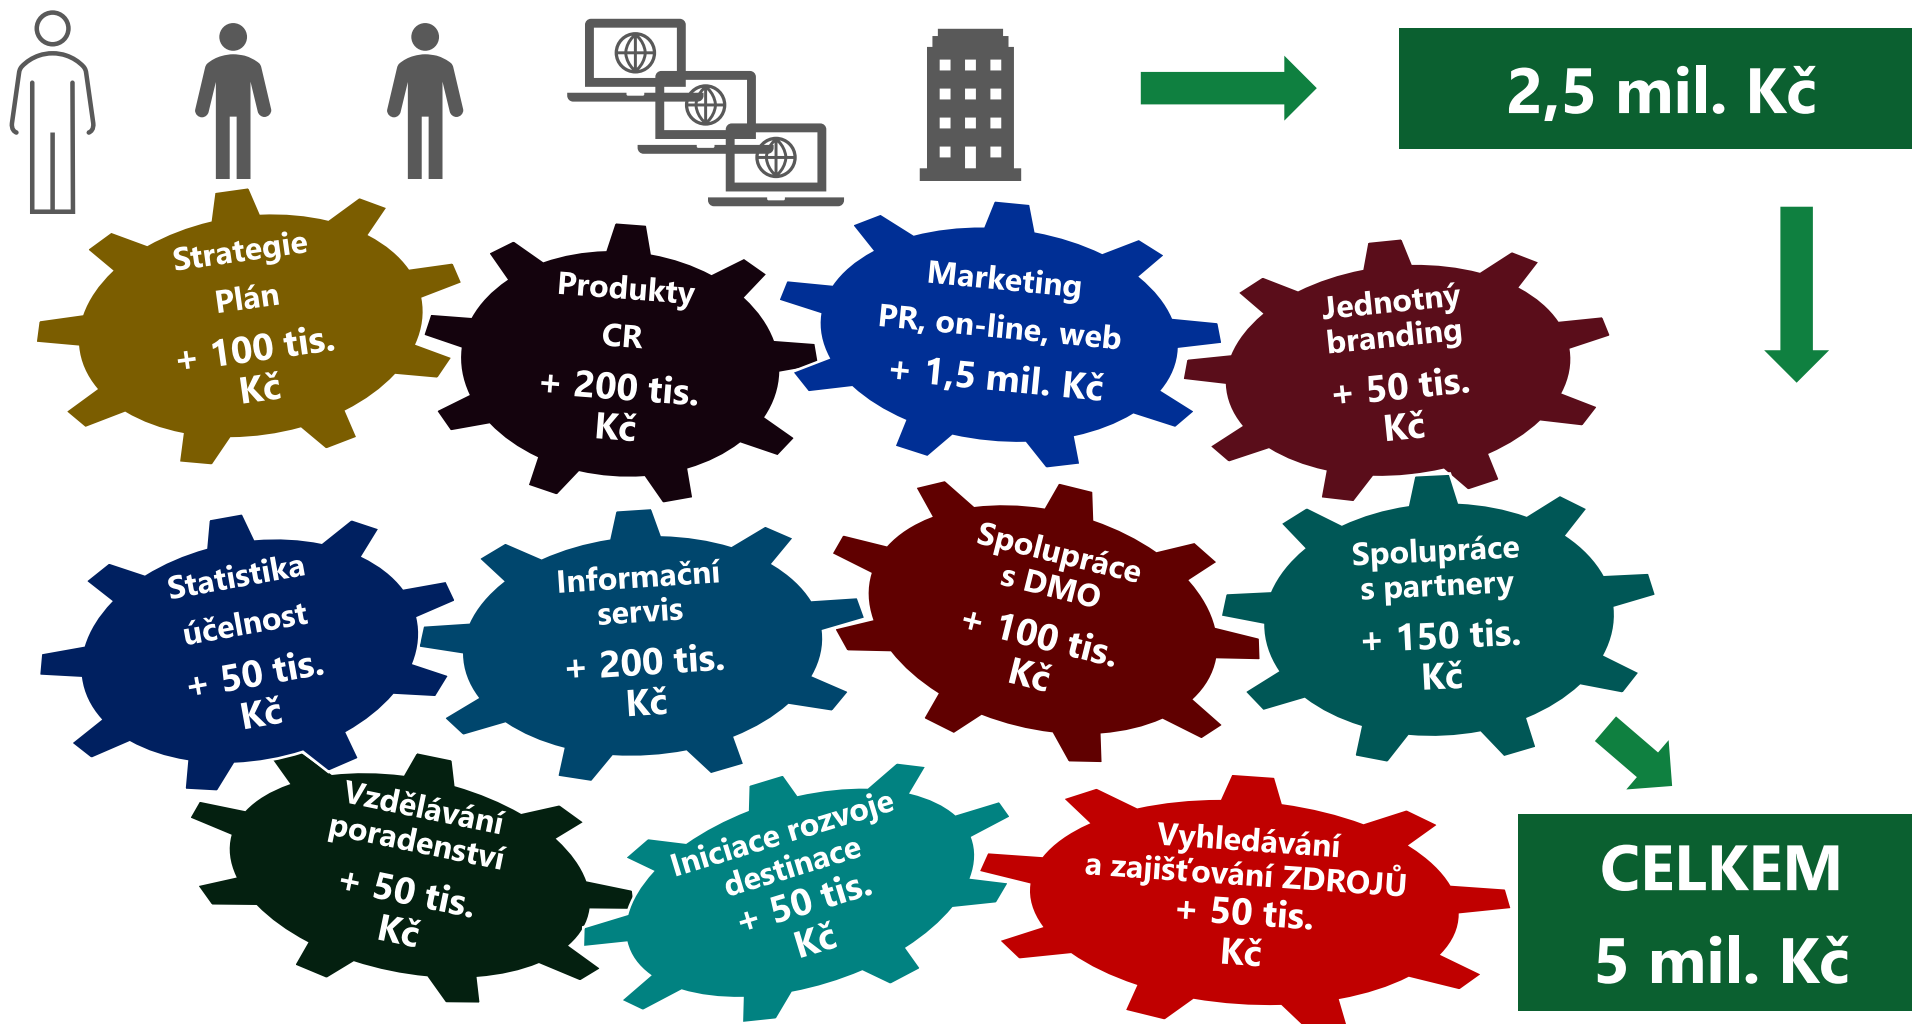 2,5 mil. Kč
Strategie
Plán
+ 100 tis.
Kč
Produkty
CR
+ 200 tis.
Kč
Marketing
PR, on-line, web
+ 1,5 mil. Kč
Jednotný
branding
+ 50 tis.
Kč
Statistika
účelnost
+ 50 tis.
Kč
Informační
servis
+ 200 tis.
Kč
Spolupráce
s DMO
+ 100 tis.
Kč
Spolupráce
s partnery
+ 150 tis.
Kč
Vzdělávání
poradenství
+ 50 tis.
Kč
Iniciace rozvoje
destinace
+ 50 tis.
Kč
Vyhledávání
a zajišťování ZDROJŮ
+ 50 tis.
Kč
CELKEM
5 mil. Kč